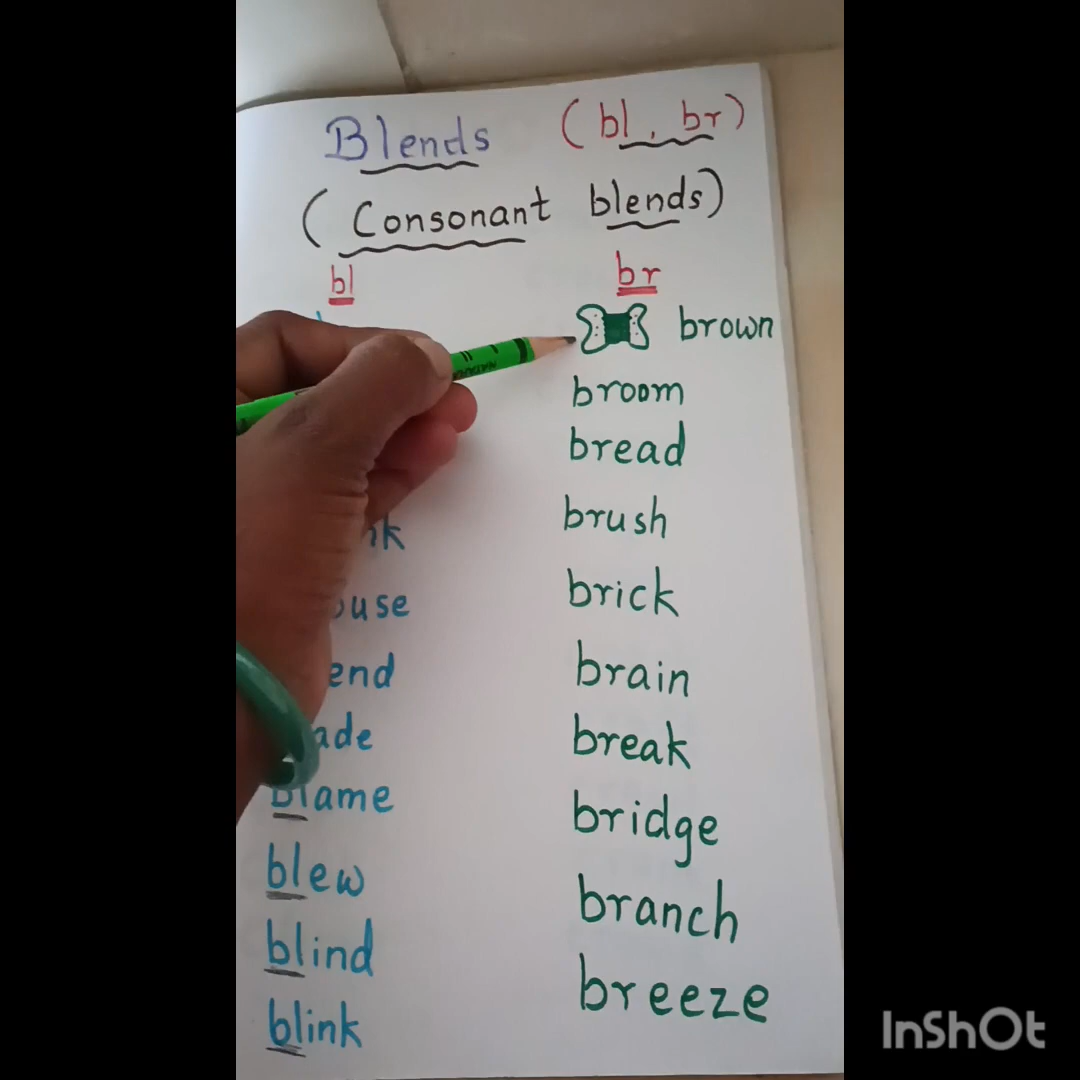 Blends (bl, br)
(Consonant blends)
bl br
brown
broom
bread
brush
brick
brain
blame break
bridge
blew branch
blind breeze
blink
InShOt